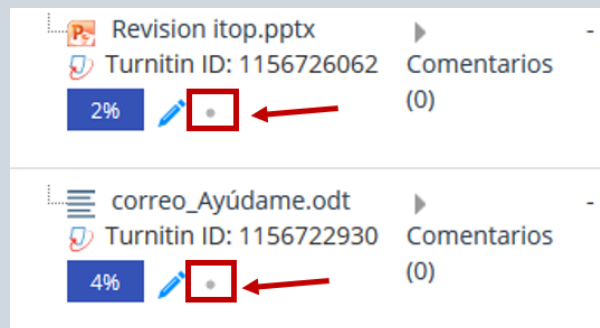 Revision itop.pptx
Turnitin ID: 1156726062
2%
Comentarios
(0)
-
correo_Ayúdame.odt
Turnitin ID: 1156722930
4%
Comentarios
(0)
-